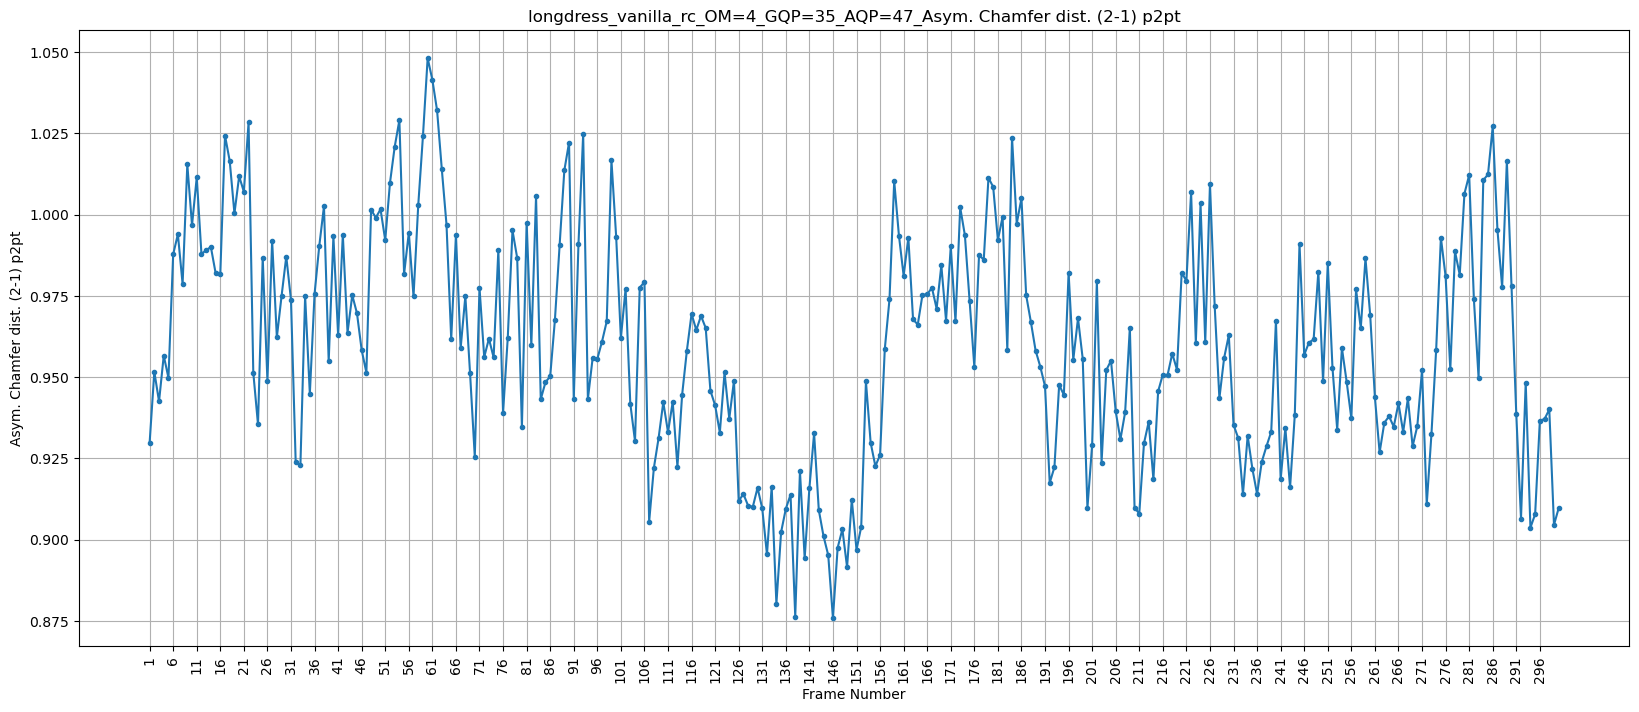 longdress_vanilla_rc_OM=4_GQP=35_AQP=47_Asym. Chamfer dist. (2-1) p2pt
Asym. Chamfer dist. (2-1) p2pt
1.050
1.025
1.000
0.975
0.950
0.925
0.900
0.875
1 6 11 16 21 26 31 36 41 46 51 56 61 66 71 76 81 86 91 96 101 106 111 116 121 126 131 136 141 146 151 156 161 166 171 176 181 186 191 196 201 206 211 216 221 226 231 236 241 246 251 256 261 266 271 276 281 286 291 296
Frame Number